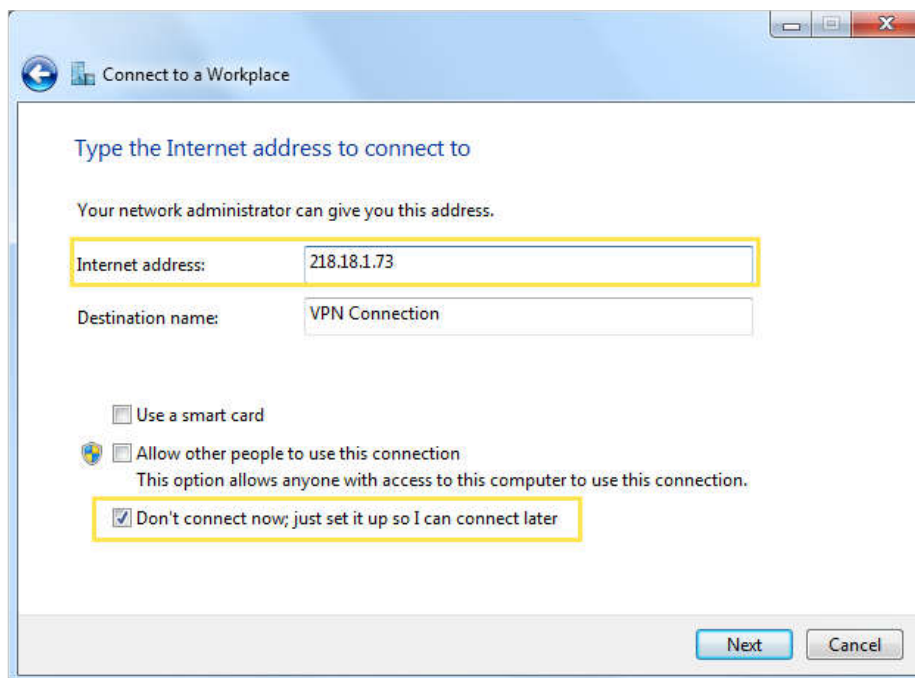 Connect to a Workplace
Type the Internet address to connect to
Your network administrator can give you this address.
Internet address: 218.18.1.73
Destination name: VPN Connection
Use a smart card
Allow other people to use this connection
This option allows anyone with access to this computer to use this connection.
Don't connect now; just set it up so I can connect later
Next Cancel